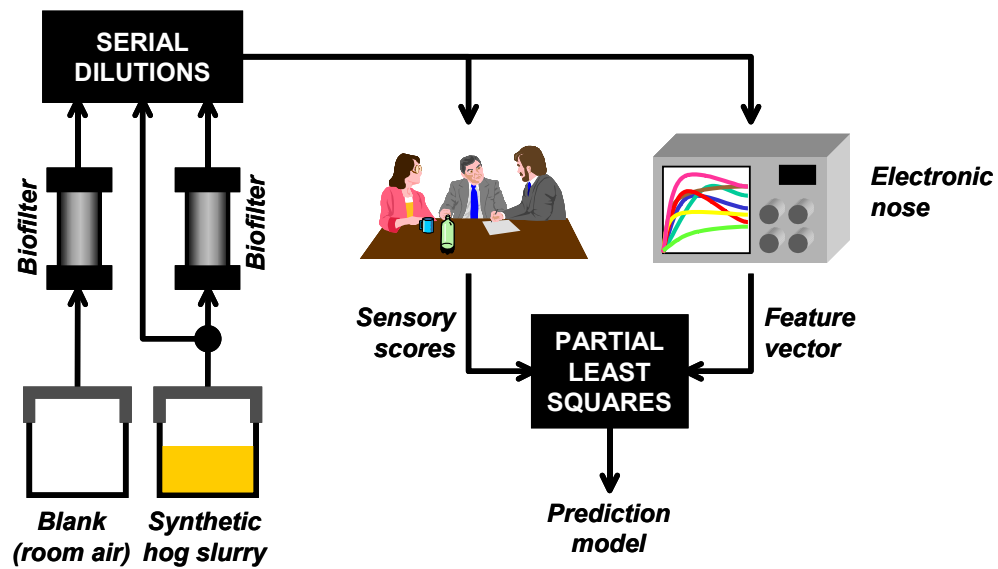 SERIAL
DILUTIONS
Biofilter
Biofilter
Electronic
nose
Sensory
scores
Feature
vector
PARTIAL
LEAST
SQUARES
Blank
(room air)
Synthetic
hog slurry
Prediction
model